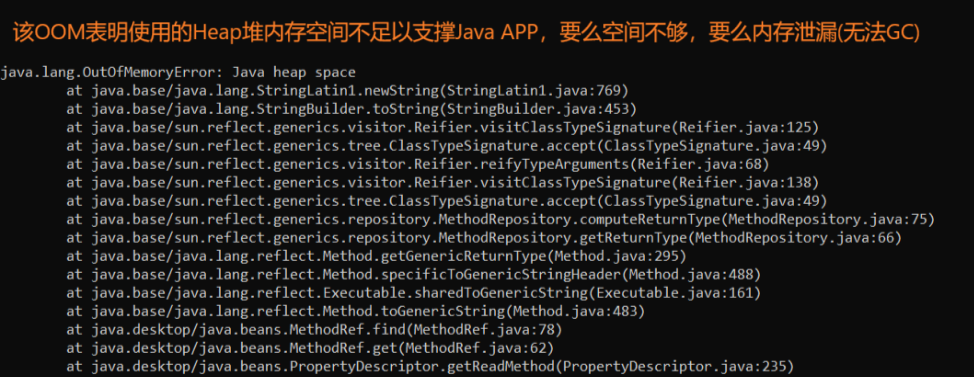 该OOM表明使用的Heap堆内存空间不足以支撑Java APP，要么空间不够，要么内存泄漏(无法GC)
java.lang.OutOfMemoryError: Java heap space
at java.base/java.lang.StringLatin1.newString(StringLatin1.java:769)
at java.base/java.lang.StringBuilder.toString(StringBuilder.java:453)
at java.base/sun.reflect.generics.visitor.Reifier.visitClassTypeSignature(Reifier.java:125)
at java.base/sun.reflect.generics.tree.ClassTypeSignature.accept(ClassTypeSignature.java:49)
at java.base/sun.reflect.generics.visitor.Reifier.reifyTypeArguments(Reifier.java:68)
at java.base/sun.reflect.generics.visitor.Reifier.visitClassTypeSignature(Reifier.java:138)
at java.base/sun.reflect.generics.tree.ClassTypeSignature.accept(ClassTypeSignature.java:49)
at java.base/sun.reflect.generics.repository.MethodRepository.computeReturnType(MethodRepository.java:75)
at java.base/sun.reflect.generics.repository.MethodRepository.getReturnType(MethodRepository.java:66)
at java.base/java.lang.reflect.Method.getGenericReturnType(Method.java:295)
at java.base/java.lang.reflect.Method.specificToGenericStringHeader(Method.java:488)
at java.base/java.lang.reflect.Executable.sharedToGenericString(Executable.java:161)
at java.base/java.lang.reflect.Method.toGenericString(Method.java:483)
at java.desktop/java.beans.MethodRef.find(MethodRef.java:78)
at java.desktop/java.beans.MethodRef.get(MethodRef.java:62)
at java.desktop/java.beans.PropertyDescriptor.getReadMethod(PropertyDescriptor.java:235)